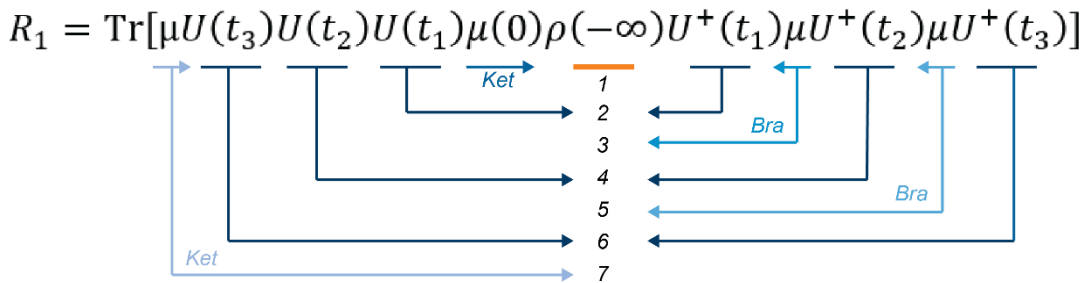 R₁ = Tr[μU(t₃)U(t₂)U(t₁)μ(0)ρ(−∞)U⁺(t₁)μU⁺(t₂)μU⁺(t₃)]
Ket
1
2
Bra
3
4
Bra
5
6
Ket
7